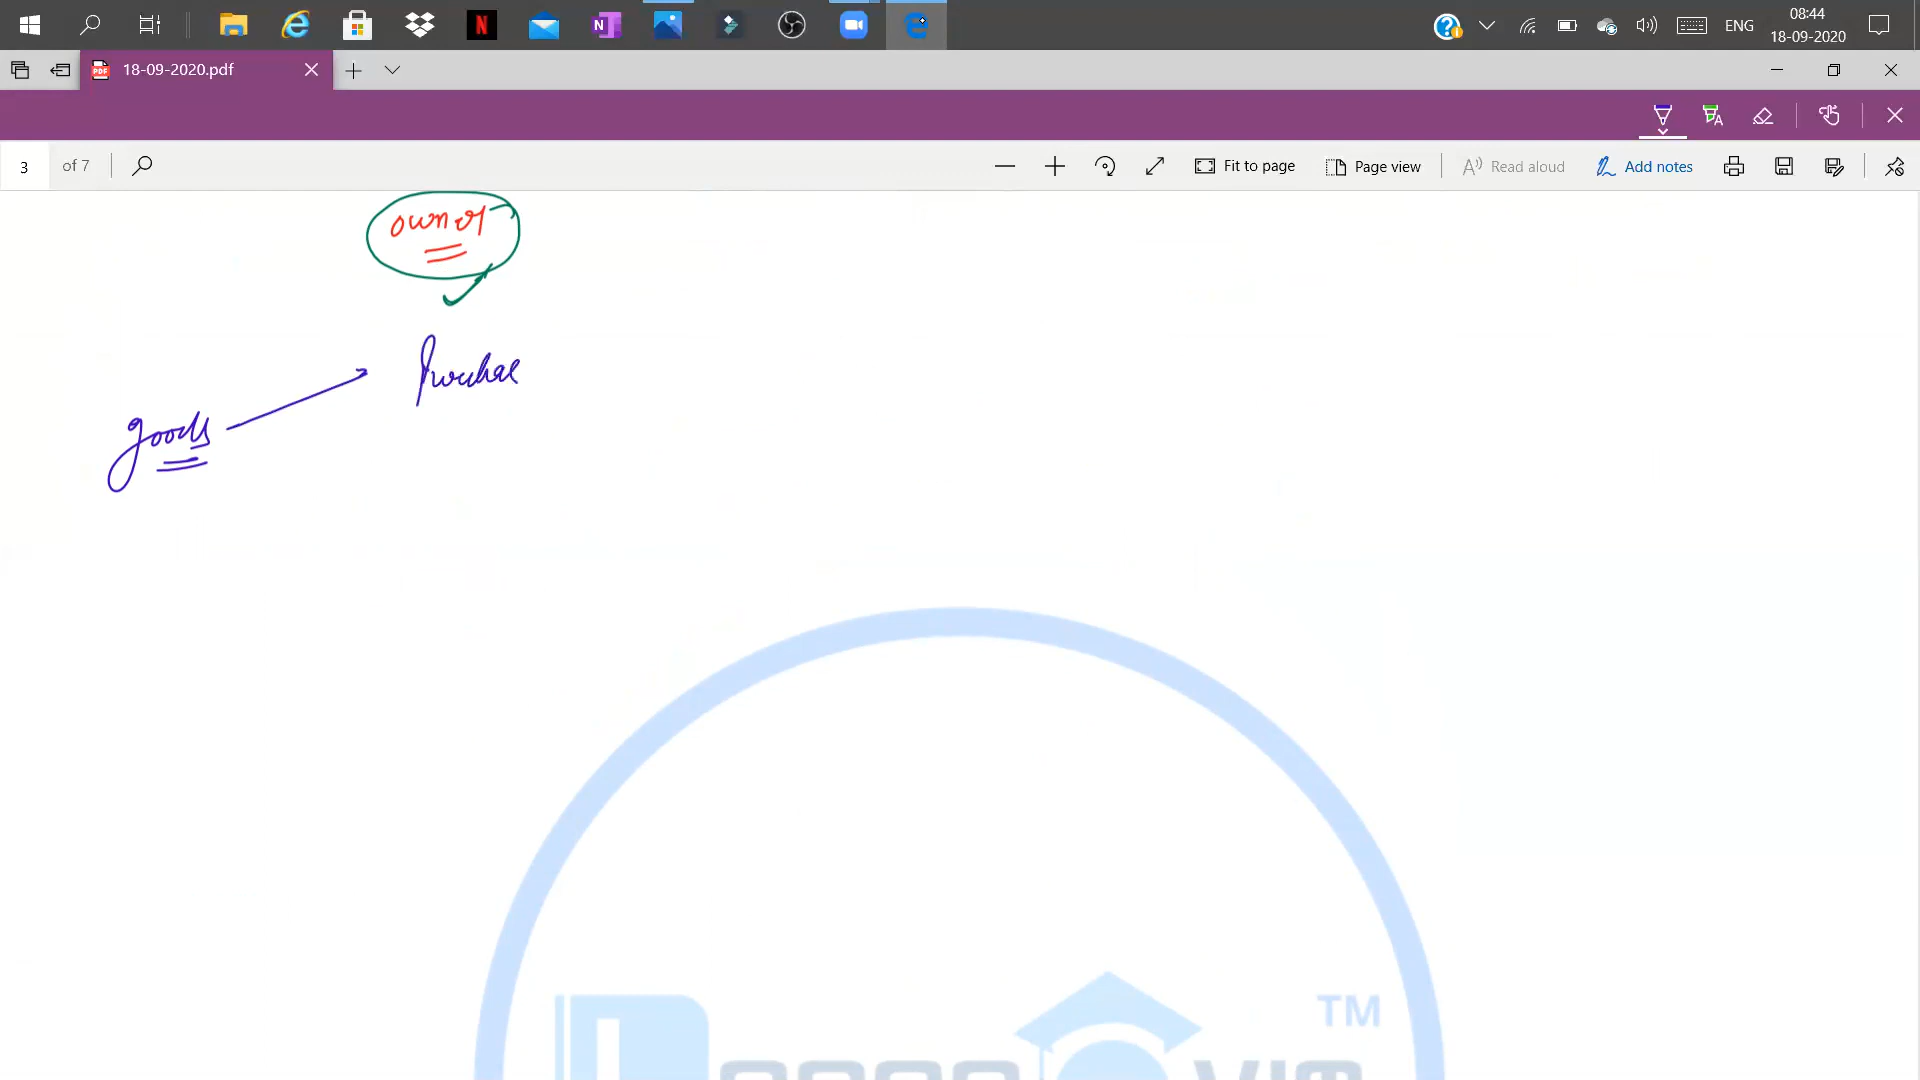 ENG
08:44
18-09-2020
18-09-2020.pdf
3 of 7
Fit to page
Page view
Read aloud
Add notes
owner
Purchase
goods
TM